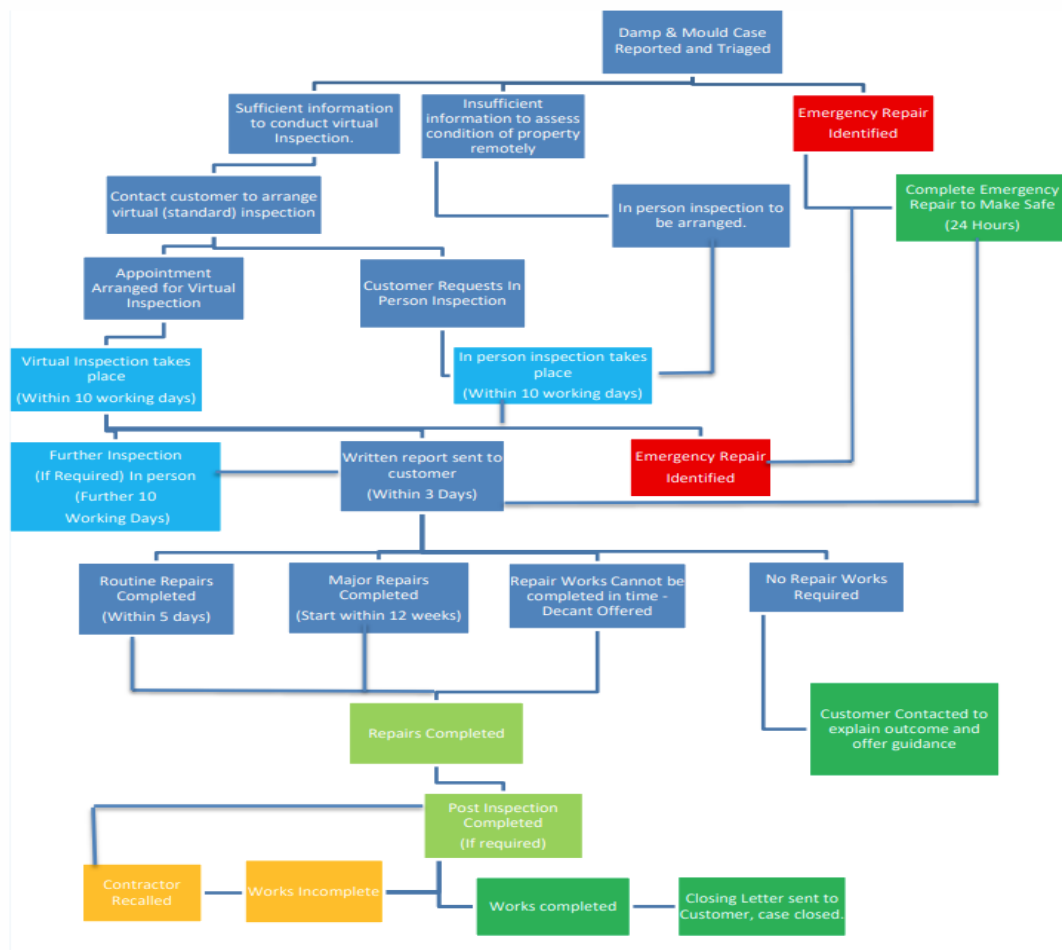 Damp & Mould Case
Reported and Triaged
Sufficient information
to conduct virtual
Inspection.
Insufficient
information to assess
condition of property
remotely
Emergency Repair
Identified
Contact customer to arrange
virtual (standard) inspection
In person inspection to
be arranged.
Complete Emergency
Repair to Make Safe
(24 Hours)
Appointment
Arranged for Virtual
Inspection
Customer Requests In
Person Inspection
Virtual Inspection takes
place
(Within 10 working days)
In person inspection takes
place
(Within 10 working days)
Further Inspection
(If Required) In person
(Further 10
Working Days)
Written report sent to
customer
(Within 3 Days)
Emergency Repair
Identified
Routine Repairs
Completed
(Within 5 days)
Major Repairs
Completed
(Start within 12 weeks)
Repair Works Cannot be
completed in time -
Decant Offered
No Repair Works
Required
Repairs Completed
Customer Contacted to
explain outcome and
offer guidance
Post Inspection
Completed
(If required)
Contractor
Recalled
Works Incomplete
Works completed
Closing Letter sent to
Customer, case closed.